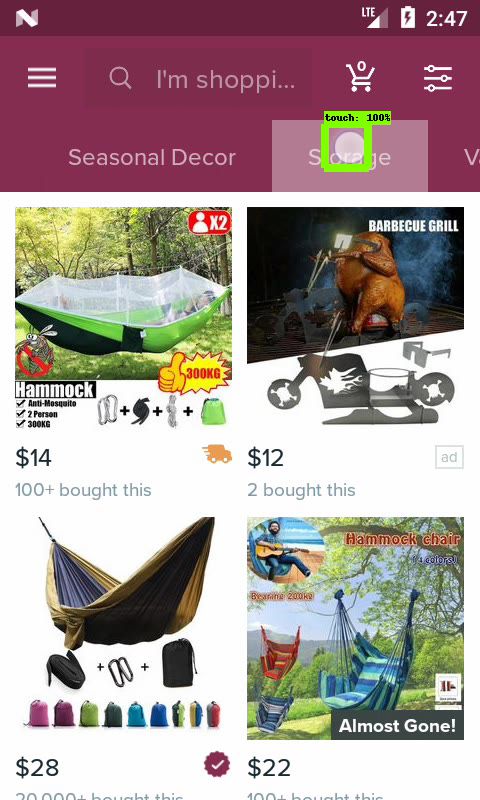 LTE
2:47
0
I'm shoppi...
touch: 100%
Seasonal Decor
Storage
X2
Hammock
Anti-Mosquito
2 Person
300KG
300KG
BARBECUE GRILL
$14
100+ bought this
$12
ad
2 bought this
Hammock chair
(4 colors)
Bearing 200kg
Almost Gone!
$28
20,000+ bought this
$22
100+ bought this